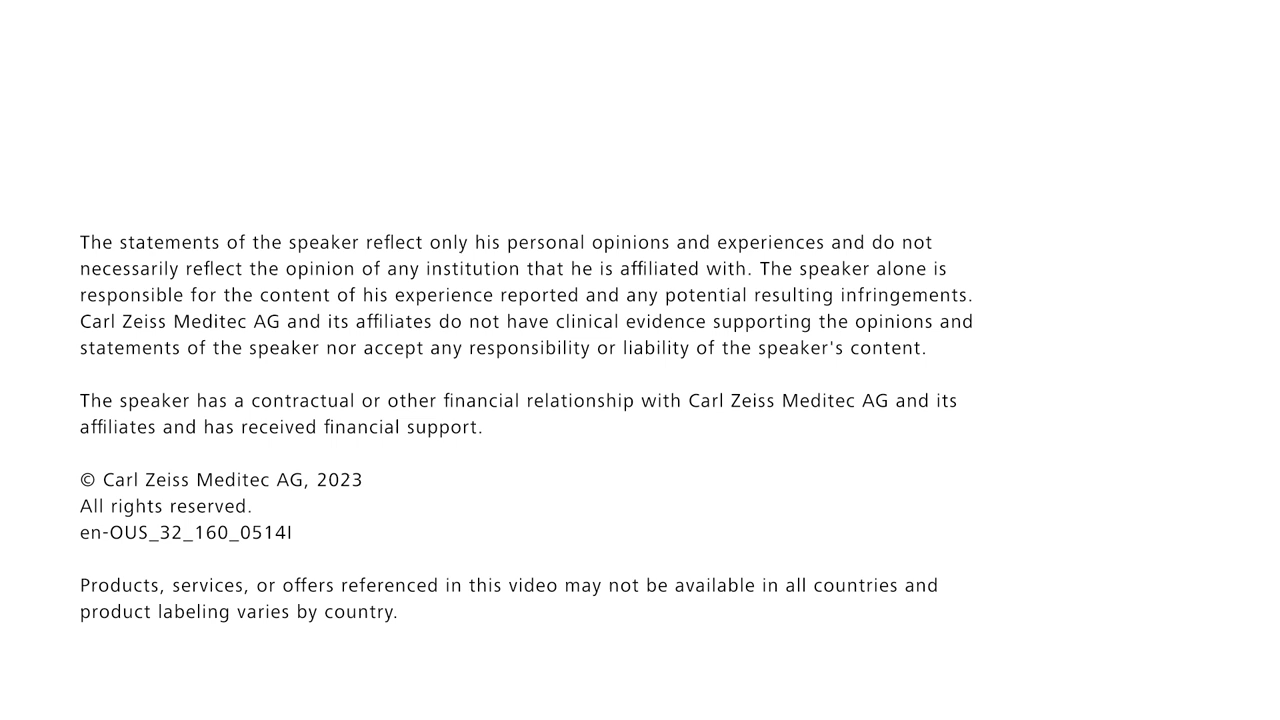 The statements of the speaker reflect only his personal opinions and experiences and do not
necessarily reflect the opinion of any institution that he is affiliated with. The speaker alone is
responsible for the content of his experience reported and any potential resulting infringements.
Carl Zeiss Meditec AG and its affiliates do not have clinical evidence supporting the opinions and
statements of the speaker nor accept any responsibility or liability of the speaker's content.
The speaker has a contractual or other financial relationship with Carl Zeiss Meditec AG and its
affiliates and has received financial support.
© Carl Zeiss Meditec AG, 2023
All rights reserved.
en-OUS_32_160_0514I
Products, services, or offers referenced in this video may not be available in all countries and
product labeling varies by country.